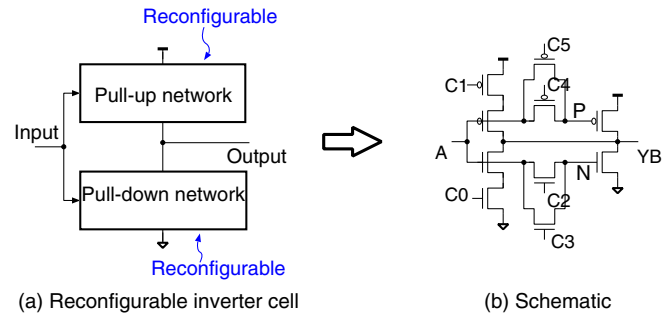 Reconfigurable
Pull-up network
Input
Output
Pull-down network
Reconfigurable
(a) Reconfigurable inverter cell
C5
C1
C4
P
A
YB
N
C0
C2
C3
(b) Schematic